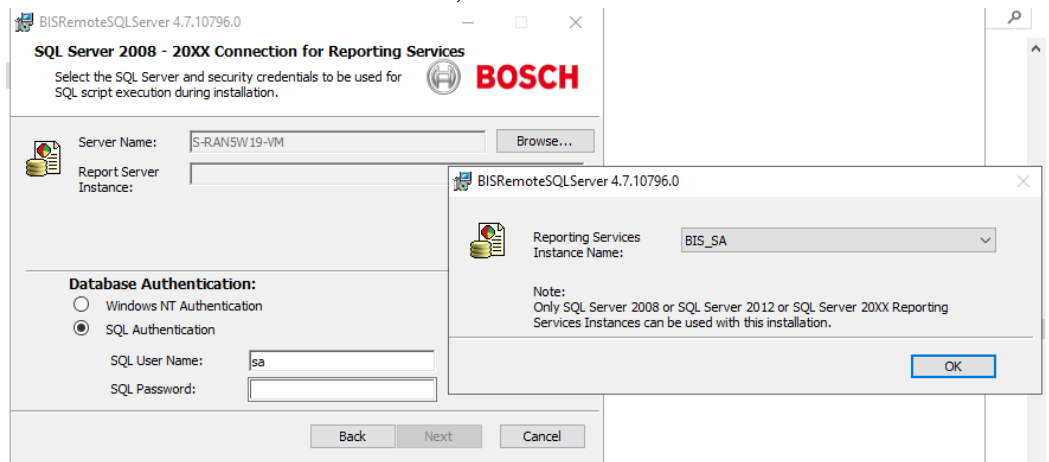 BISRemoteSQLServer 4.7.10796.0
SQL Server 2008 - 20XX Connection for Reporting Services
Select the SQL Server and security credentials to be used for
SQL script execution during installation.
BOSCH
Server Name:
S-RAN5W19-VM
Browse...
Report Server
Instance:
Database Authentication:
Windows NT Authentication
SQL Authentication
SQL User Name:
sa
SQL Password:
Back
Next
Cancel
BISRemoteSQLServer 4.7.10796.0
Reporting Services
Instance Name:
BIS_SA
Note:
Only SQL Server 2008 or SQL Server 2012 or SQL Server 20XX Reporting
Services Instances can be used with this installation.
OK